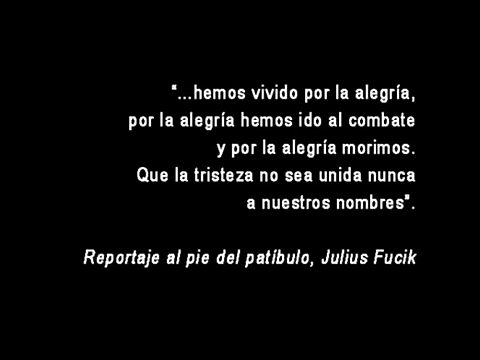 "...hemos vivido por la alegría,
por la alegría hemos ido al combate
y por la alegría morimos.
Que la tristeza no sea unida nunca
a nuestros nombres".
Reportaje al pie del patíbulo, Julius Fucik